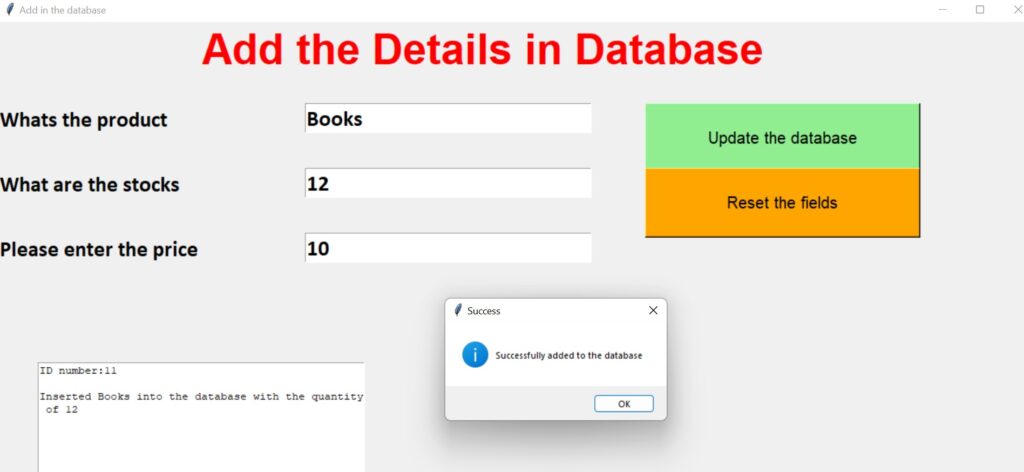 Add in the database
Add the Details in Database
Whats the product
Books
Update the database
What are the stocks
12
Reset the fields
Please enter the price
10
Success
Successfully added to the database
OK
ID number:11
Inserted Books into the database with the quantity
of 12